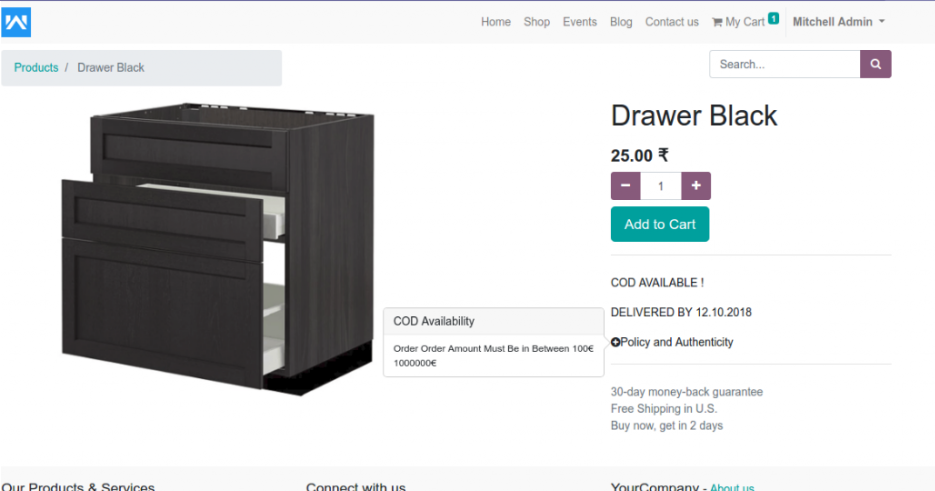 Home Shop Events Blog Contact us My Cart 1 Mitchell Admin
Products / Drawer Black
Search...
Drawer Black
25.00 ₹
1
Add to Cart
COD AVAILABLE !
DELIVERED BY 12.10.2018
Policy and Authenticity
COD Availability
Order Order Amount Must Be in Between 100€
1000000€
30-day money-back guarantee
Free Shipping in U.S.
Buy now, get in 2 days
Our Products & Services
Connect with us
YourCompany - About us